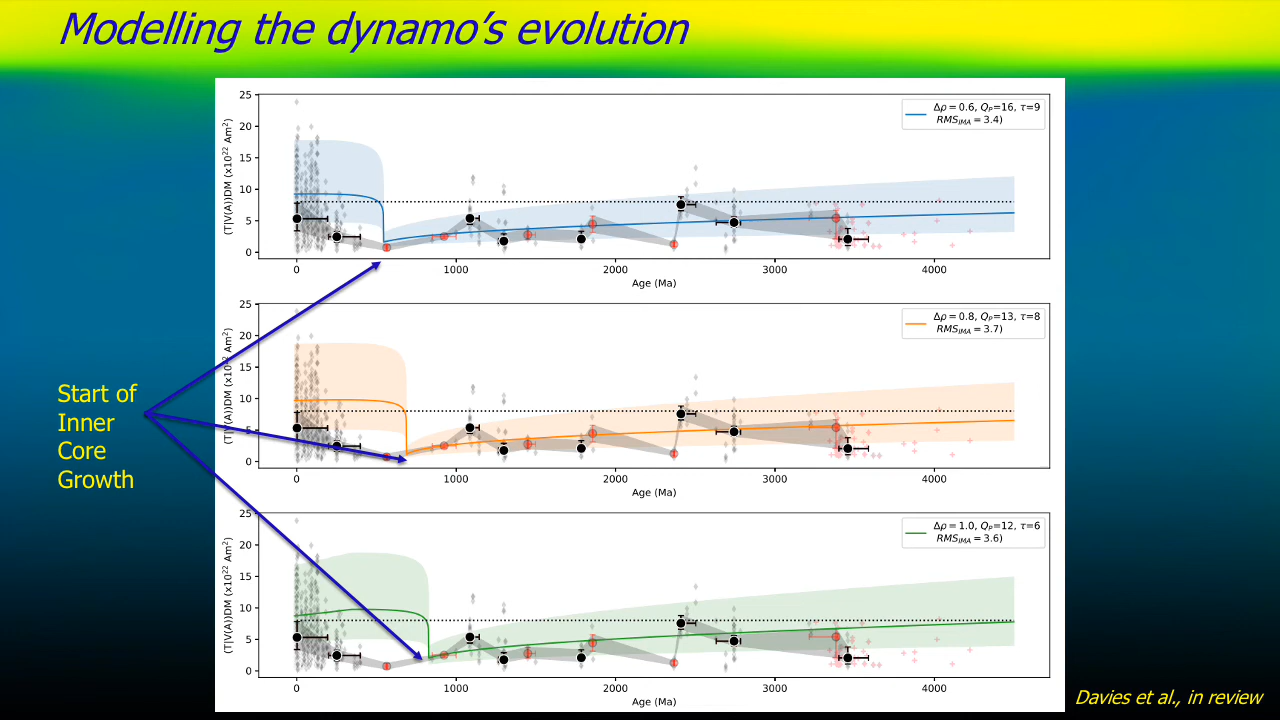 Modelling the dynamo's evolution
25
20
15
10
5
0
(T|V(A))DM (x10²² Am²)
Δρ = 0.6, Q_P=16, τ=9
RMS_IMA = 3.4)
0 1000 2000 3000 4000
Age (Ma)
25
20
15
10
5
0
(T|V(A))DM (x10²² Am²)
Δρ = 0.8, Q_P=13, τ=8
RMS_IMA = 3.7)
0 1000 2000 3000 4000
Age (Ma)
Start of
Inner
Core
Growth
25
20
15
10
5
0
(T|V(A))DM (x10²² Am²)
Δρ = 1.0, Q_P=12, τ=6
RMS_IMA = 3.6)
0 1000 2000 3000 4000
Age (Ma)
Davies et al., in review